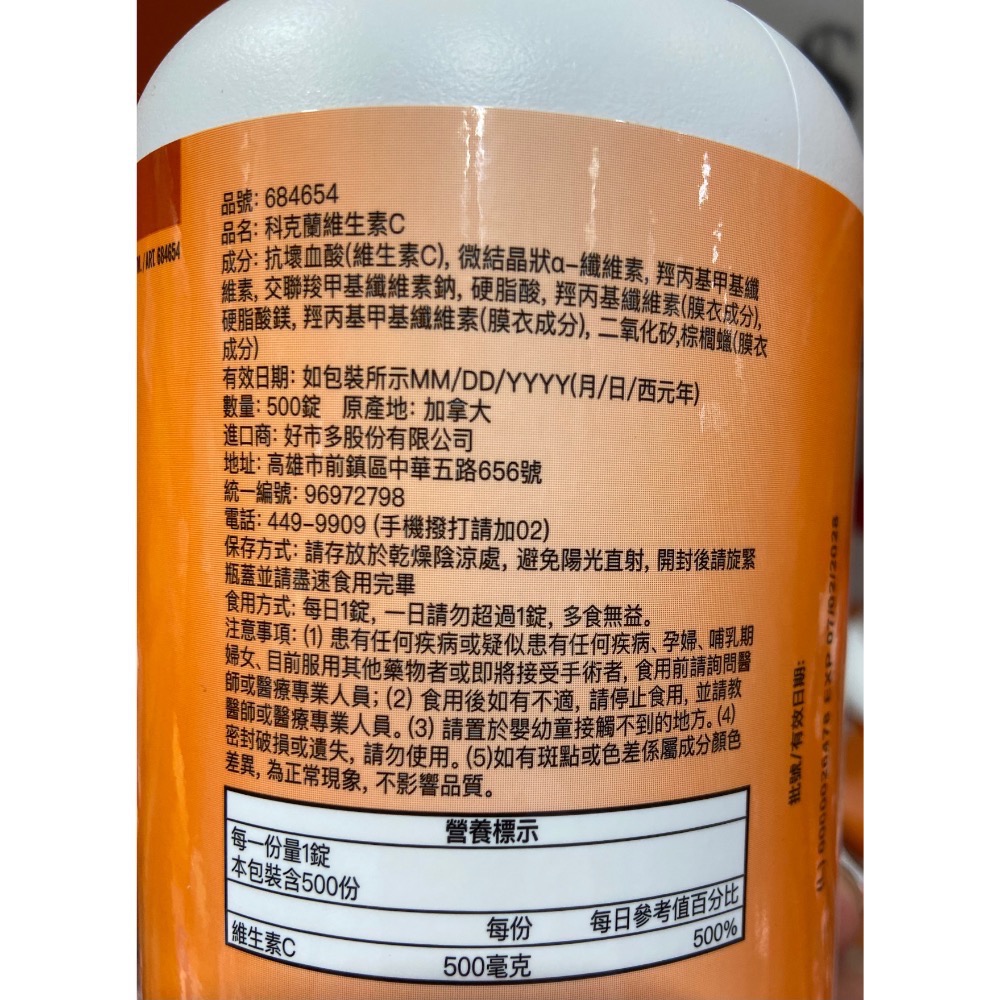 品號: 684654
品名: 科克蘭維生素C
成分: 抗壞血酸(維生素C), 微結晶狀α-纖維素, 羥丙基甲基纖
維素, 交聯羧甲基纖維素鈉, 硬脂酸, 羥丙基纖維素(膜衣成分),
硬脂酸鎂, 羥丙基甲基纖維素(膜衣成分), 二氧化矽,棕櫚蠟(膜衣
成分)
有效日期: 如包裝所示MM/DD/YYYY(月/日/西元年)
數量: 500錠 原產地: 加拿大
進口商: 好市多股份有限公司
地址: 高雄市前鎮區中華五路656號
統一編號: 96972798
電話: 449-9909 (手機撥打請加02)
保存方式: 請存放於乾燥陰涼處, 避免陽光直射, 開封後請旋緊
瓶蓋並請盡速食用完畢
食用方式: 每日1錠, 一日請勿超過1錠, 多食無益。
注意事項: (1) 患有任何疾病或疑似患有任何疾病、孕婦、哺乳期
婦女、目前服用其他藥物者或即將接受手術者, 食用前請詢問醫
師或醫療專業人員; (2) 食用後如有不適, 請停止食用, 並請教
醫師或醫療專業人員。(3) 請置於嬰幼童接觸不到的地方。(4)
密封破損或遺失, 請勿使用。(5)如有斑點或色差係屬成分顏色
差異, 為正常現象, 不影響品質。
營養標示
每一份量1錠
本包裝含500份
每份 每日參考值百分比
維生素C 500毫克 500%
ART. 684654
批號/有效日期:
EXP 07/02/2028